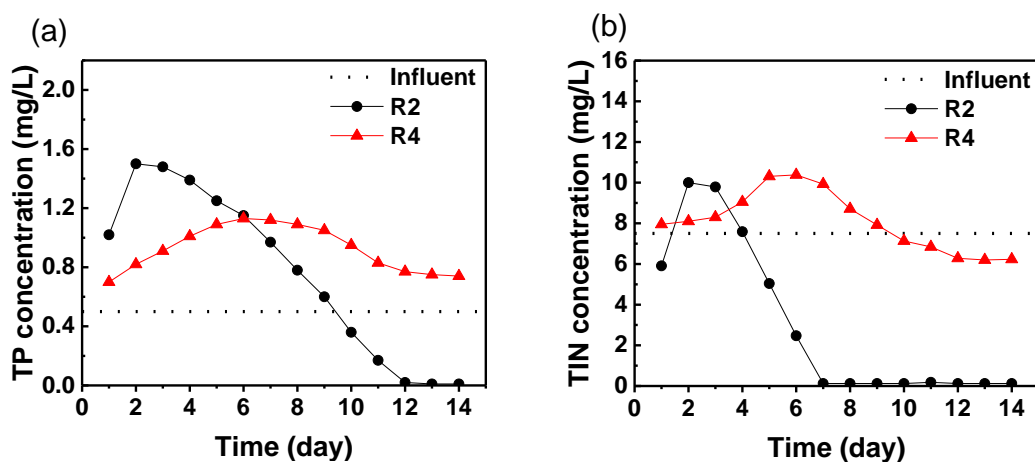 (a)
TP concentration (mg/L)
2.0
1.6
1.2
0.8
0.4
0.0
Influent
R2
R4
0 2 4 6 8 10 12 14
Time (day)
(b)
TIN concentration (mg/L)
16
14
12
10
8
6
4
2
0
Influent
R2
R4
0 2 4 6 8 10 12 14
Time (day)